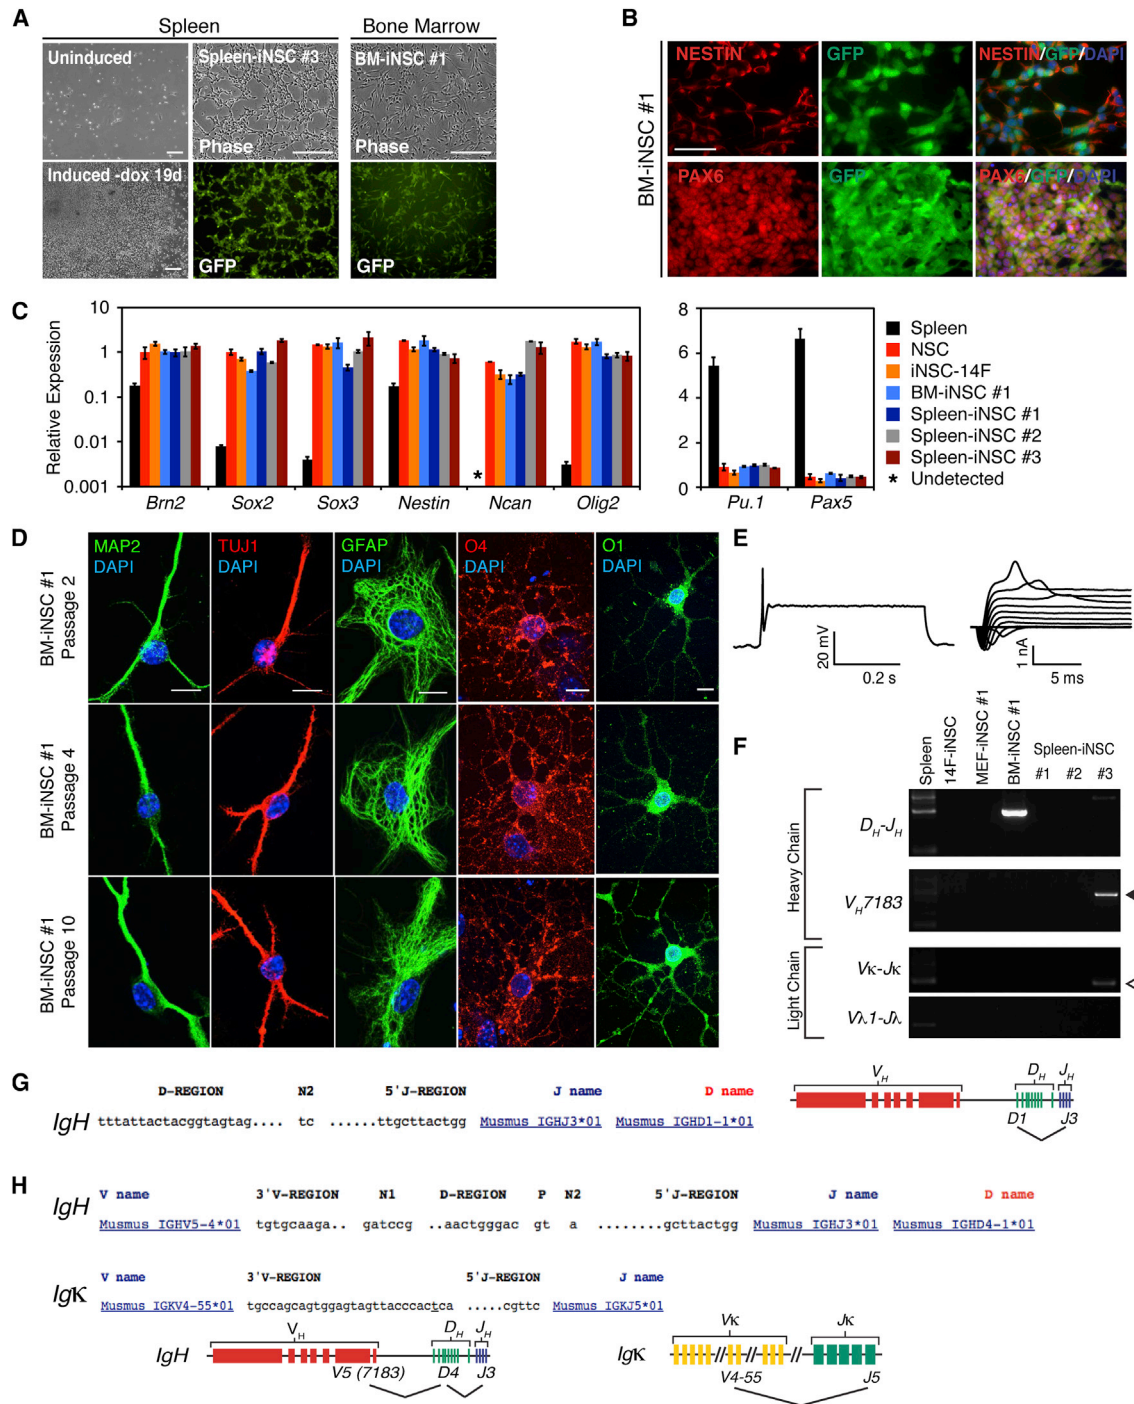 A
Spleen
Bone Marrow
Uninduced
Spleen-iNSC #3
BM-iNSC #1
Phase
Phase
Induced -dox 19d
GFP
GFP
B
BM-iNSC #1
NESTIN
GFP
NESTIN/GFP/DAPI
PAX6
GFP
PAX6/GFP/DAPI
C
Relative Expession
10
1
0.1
0.01
0.001
*
Brn2 Sox2 Sox3 Nestin Ncan Olig2
8
6
4
2
0
Pu.1 Pax5
Spleen
NSC
iNSC-14F
BM-iNSC #1
Spleen-iNSC #1
Spleen-iNSC #2
Spleen-iNSC #3
* Undetected
D
MAP2
DAPI
TUJ1
DAPI
GFAP
DAPI
O4
DAPI
O1
DAPI
BM-iNSC #1
Passage 2
BM-iNSC #1
Passage 4
BM-iNSC #1
Passage 10
E
20 mV
0.2 s
1 nA
5 ms
F
Spleen
14F-iNSC
MEF-iNSC #1
BM-iNSC #1
Spleen-iNSC
#1 #2 #3
Heavy Chain
DH-JH
VH7183
Light Chain
Vκ-Jκ
Vλ1-Jλ
G
D-REGION N2 5'J-REGION J name D name
IgH tttattactacggtagtag.... tc ......ttgcttactgg Musmus IGHJ3*01 Musmus IGHD1-1*01
VH DH JH
D1 J3
H
V name 3'V-REGION N1 D-REGION P N2 5'J-REGION J name D name
IgH
Musmus IGHV5-4*01 tgtgcaaga.. gatccg ..aactgggac gt a ........gcttactgg Musmus IGHJ3*01 Musmus IGHD4-1*01
V name 3'V-REGION 5'J-REGION J name
Igκ
Musmus IGKV4-55*01 tgccagcagtggagtagttacccactca .....cgttc Musmus IGKJ5*01
VH DH JH
IgH
V5 (7183) D4 J3
Vκ Jκ
Igκ
V4-55 J5